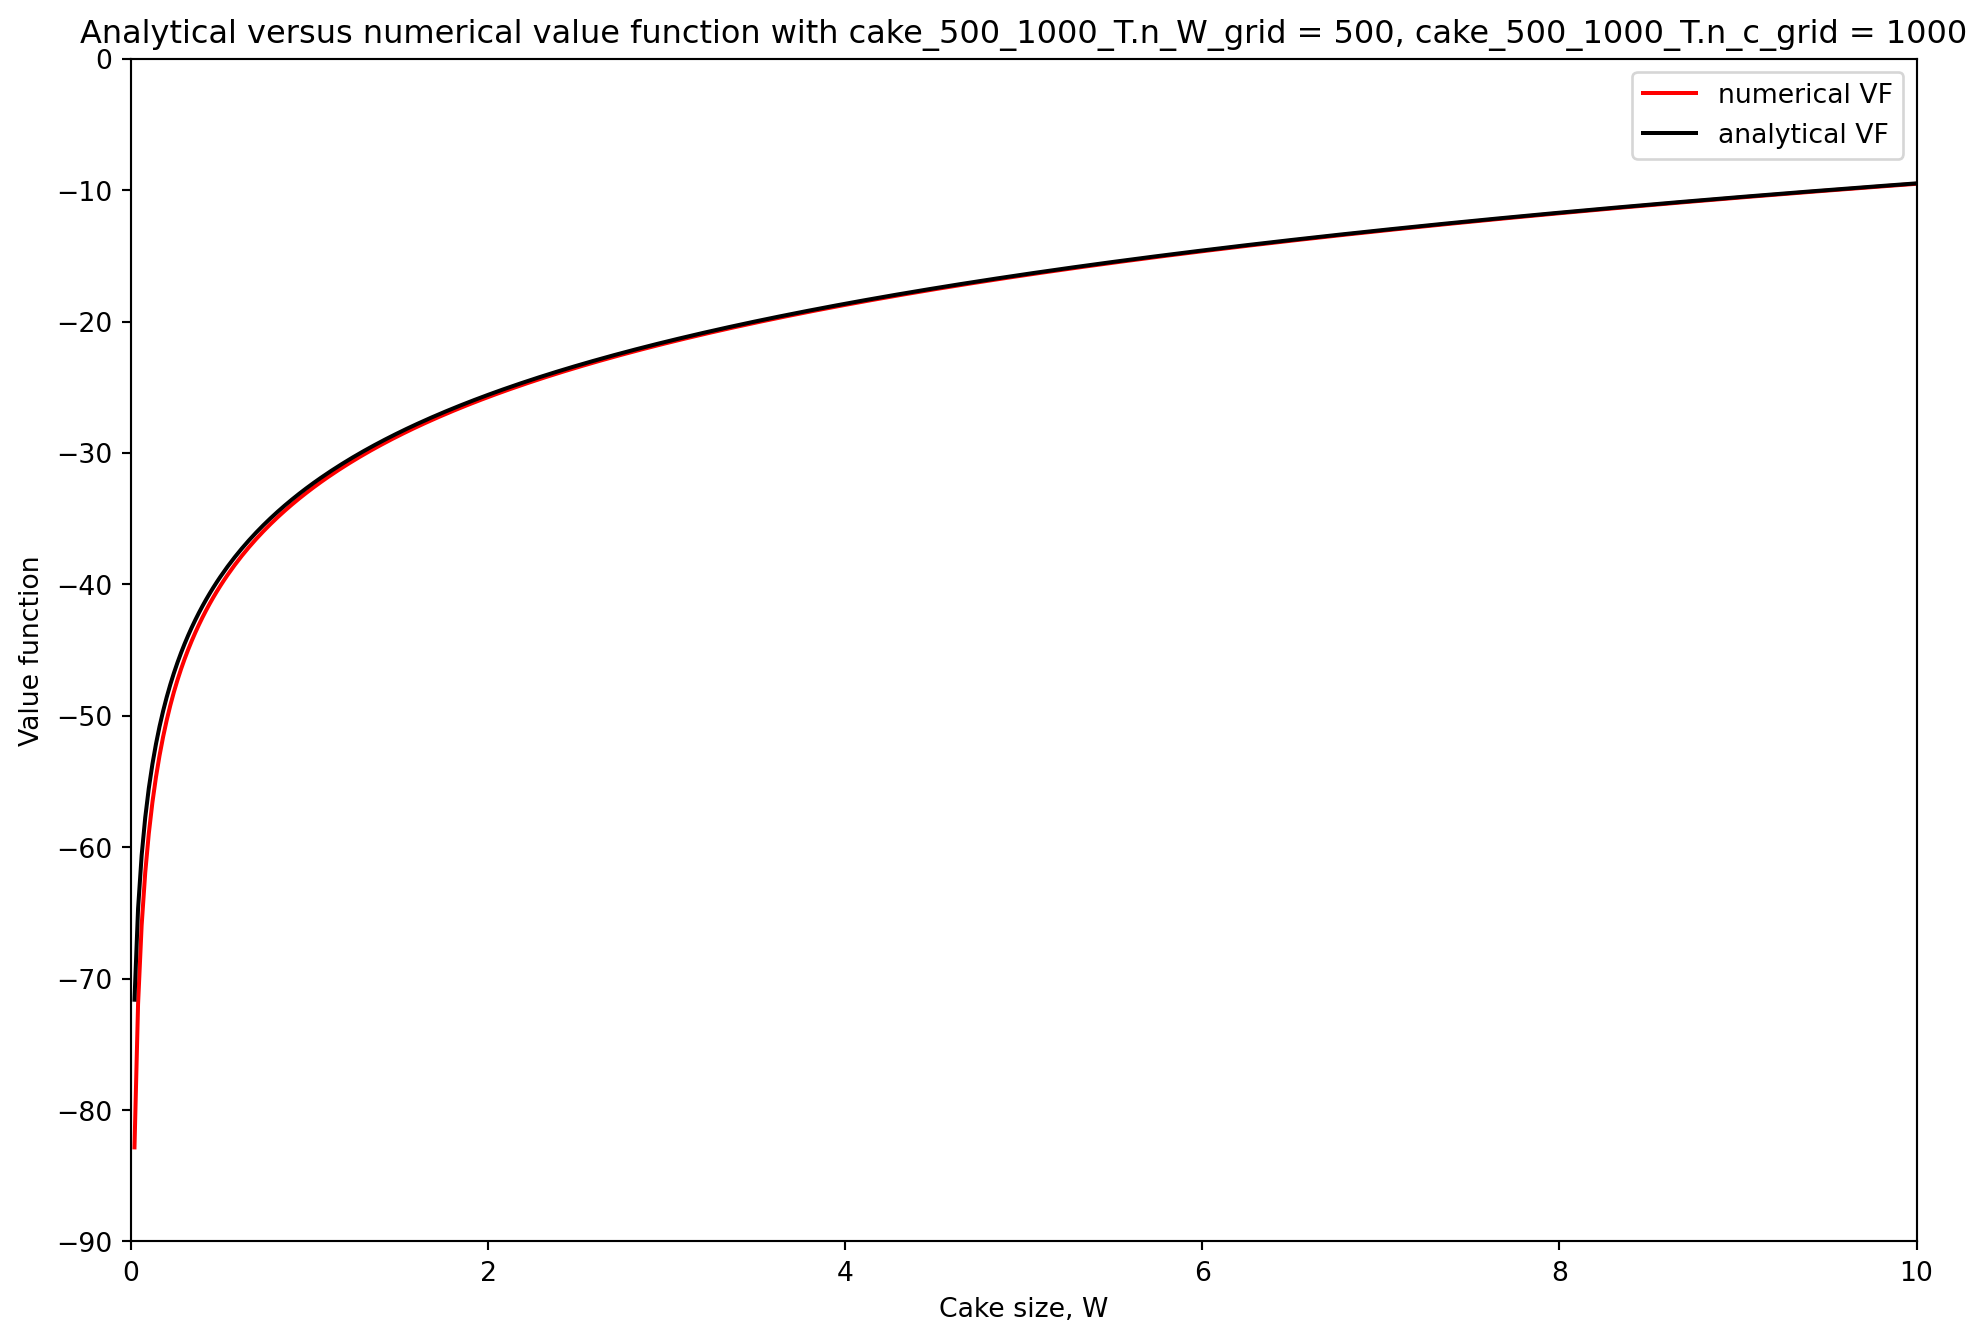 Analytical versus numerical value function with cake_500_1000_T.n_W_grid = 500, cake_500_1000_T.n_c_grid = 1000
numerical VF
analytical VF
0
−10
−20
−30
−40
−50
−60
−70
−80
−90
Value function
0 2 4 6 8 10
Cake size, W